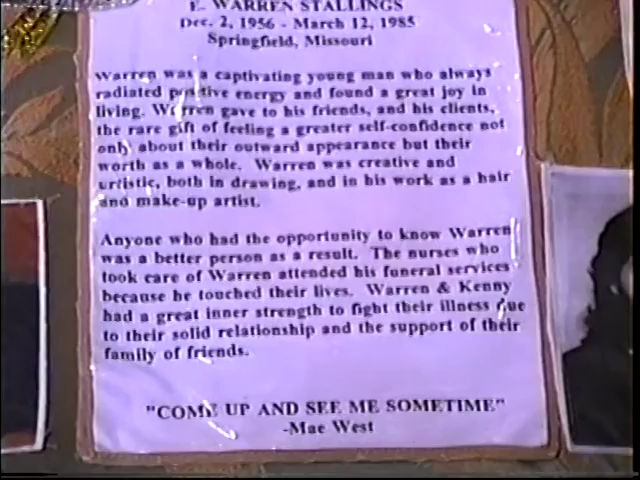 E. WARREN STALLINGS
Dec. 2, 1956 - March 12, 1985
Springfield, Missouri
Warren was a captivating young man who always
radiated positive energy and found a great joy in
living. Warren gave to his friends, and his clients,
the rare gift of feeling a greater self-confidence not
only about their outward appearance but their
worth as a whole. Warren was creative and
artistic, both in drawing, and in his work as a hair
and make-up artist.
Anyone who had the opportunity to know Warren
was a better person as a result. The nurses who
took care of Warren attended his funeral services
because he touched their lives. Warren & Kenny
had a great inner strength to fight their illness due
to their solid relationship and the support of their
family of friends.
"COME UP AND SEE ME SOMETIME"
-Mae West